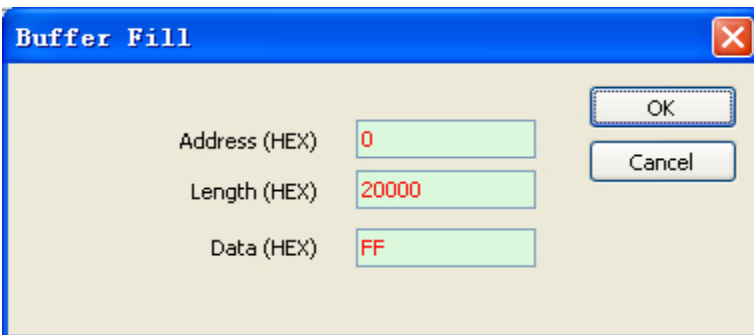 Buffer Fill
OK
Address (HEX) 0
Cancel
Length (HEX) 20000
Data (HEX) FF